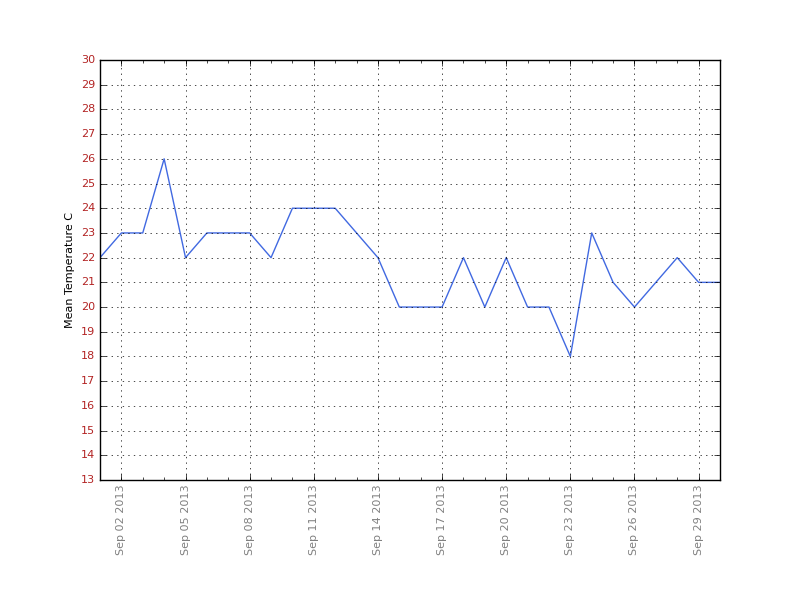 30
29
28
27
26
25
24
23
22
21
20
19
18
17
16
15
14
13
Mean Temperature C
Sep 02 2013
Sep 05 2013
Sep 08 2013
Sep 11 2013
Sep 14 2013
Sep 17 2013
Sep 20 2013
Sep 23 2013
Sep 26 2013
Sep 29 2013